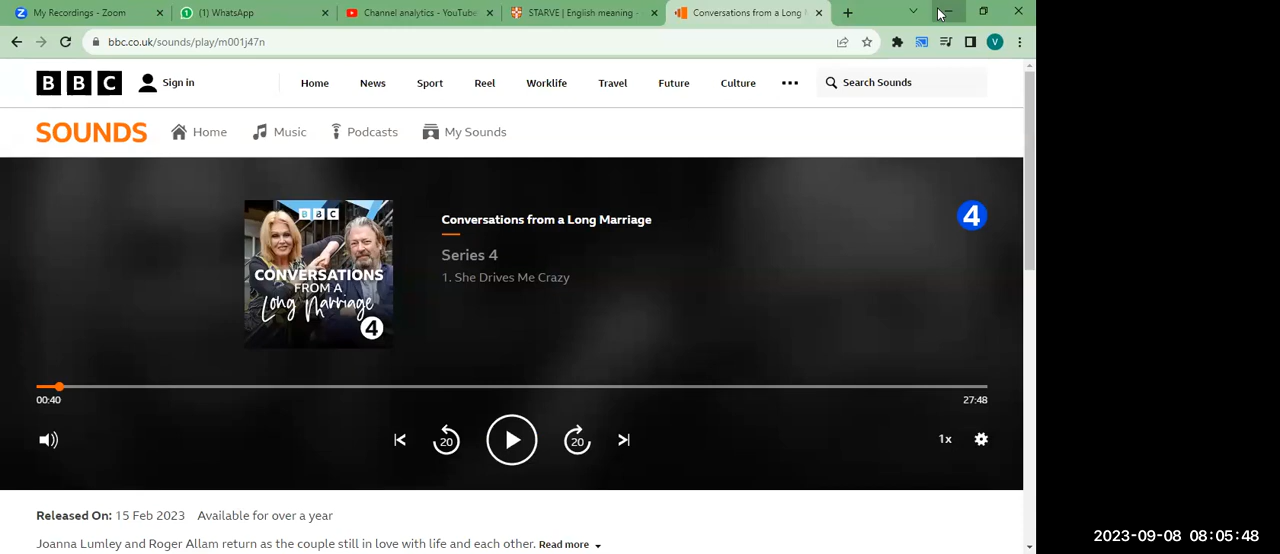 My Recordings - Zoom
(1) WhatsApp
Channel analytics - YouTube
STARVE | English meaning -
Conversations from a Long M
bbc.co.uk/sounds/play/m001j47n
V
BBC
Sign in
Home
News
Sport
Reel
Worklife
Travel
Future
Culture
Search Sounds
SOUNDS
Home
Music
Podcasts
My Sounds
BBC
CONVERSATIONS
FROM A
Long Marriage
4
Conversations from a Long Marriage
4
Series 4
1. She Drives Me Crazy
00:40
27:48
20
20
1x
Released On: 15 Feb 2023 Available for over a year
Joanna Lumley and Roger Allam return as the couple still in love with life and each other. Read more
2023-09-08 08:05:48